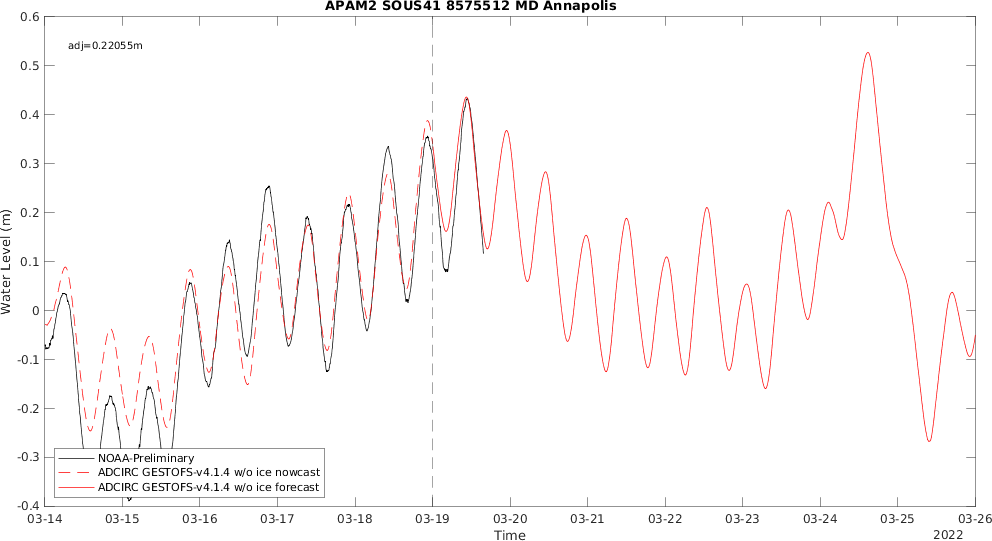 APAM2 SOUS41 8575512 MD Annapolis
0.6
adj=0.22055m
0.5
0.4
0.3
0.2
0.1
0
-0.1
-0.2
-0.3
-0.4
Water Level (m)
NOAA-Preliminary
ADCIRC GESTOFS-v4.1.4 w/o ice nowcast
ADCIRC GESTOFS-v4.1.4 w/o ice forecast
03-14 03-15 03-16 03-17 03-18 03-19 03-20 03-21 03-22 03-23 03-24 03-25 03-26
Time
2022